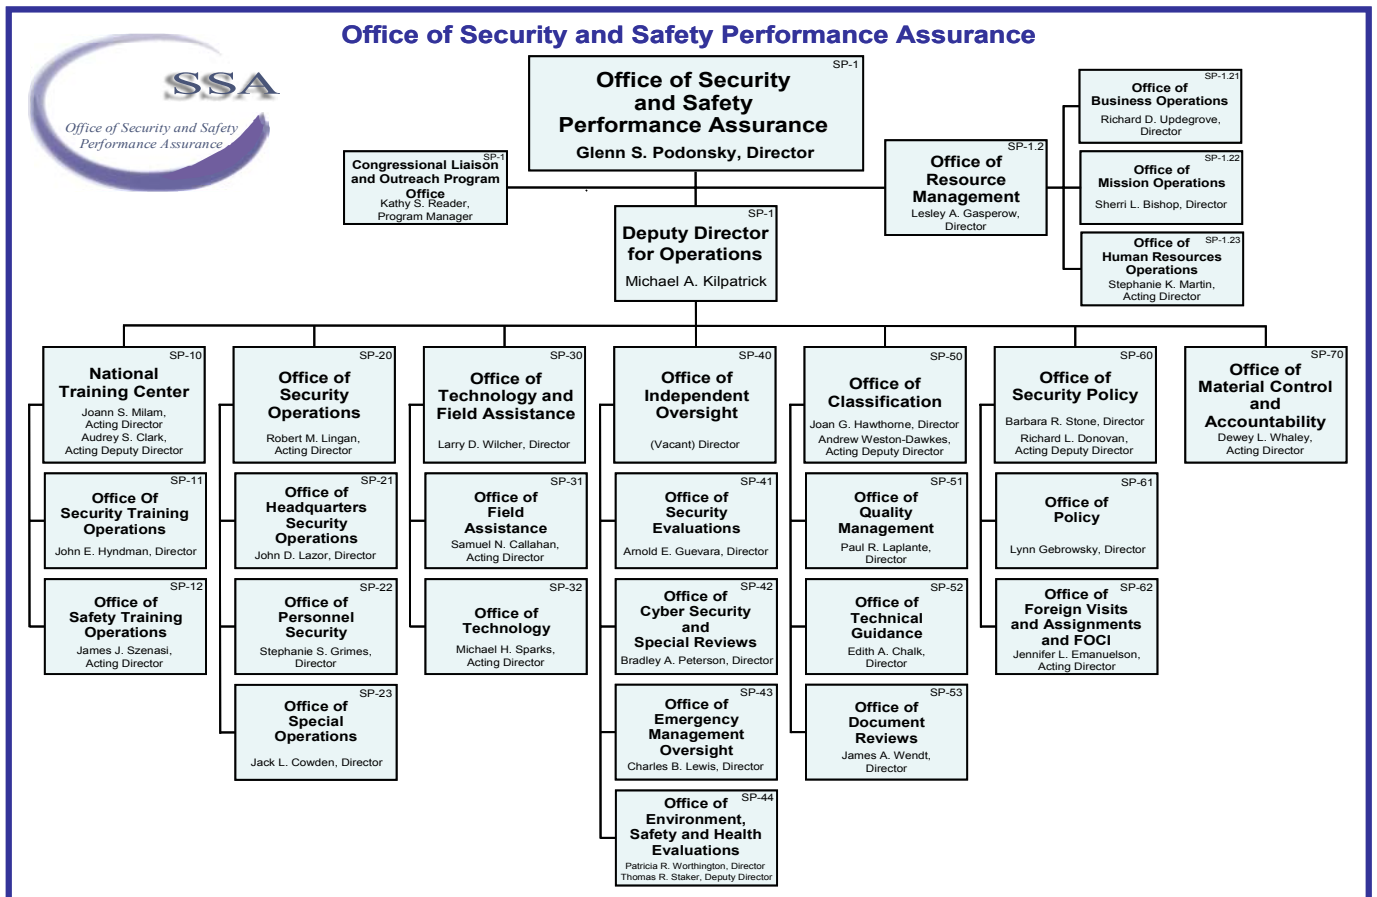 Office of Security and Safety Performance Assurance
SSA
Office of Security and Safety
Performance Assurance
SP-1
Office of Security
and Safety
Performance Assurance
Glenn S. Podonsky, Director
SP-1
Congressional Liaison
and Outreach Program
Office
Kathy S. Reader,
Program Manager
SP-1.2
Office of
Resource
Management
Lesley A. Gasperow,
Director
SP-1.21
Office of
Business Operations
Richard D. Updegrove,
Director
SP-1.22
Office of
Mission Operations
Sherri L. Bishop, Director
SP-1.23
Office of
Human Resources
Operations
Stephanie K. Martin,
Acting Director
SP-1
Deputy Director
for Operations
Michael A. Kilpatrick
SP-10
National
Training Center
Joann S. Milam,
Acting Director
Audrey S. Clark,
Acting Deputy Director
SP-11
Office Of
Security Training
Operations
John E. Hyndman, Director
SP-12
Office of
Safety Training
Operations
James J. Szenasi,
Acting Director
SP-20
Office of
Security
Operations
Robert M. Lingan,
Acting Director
SP-21
Office of
Headquarters
Security
Operations
John D. Lazor, Director
SP-22
Office of
Personnel
Security
Stephanie S. Grimes,
Director
SP-23
Office of
Special
Operations
Jack L. Cowden, Director
SP-30
Office of
Technology and
Field Assistance
Larry D. Wilcher, Director
SP-31
Office of
Field
Assistance
Samuel N. Callahan,
Acting Director
SP-32
Office of
Technology
Michael H. Sparks,
Acting Director
SP-40
Office of
Independent
Oversight
(Vacant) Director
SP-41
Office of
Security
Evaluations
Arnold E. Guevara, Director
SP-42
Office of
Cyber Security
and
Special Reviews
Bradley A. Peterson, Director
SP-43
Office of
Emergency
Management
Oversight
Charles B. Lewis, Director
SP-44
Office of
Environment,
Safety and Health
Evaluations
Patricia R. Worthington, Director
Thomas R. Staker, Deputy Director
SP-50
Office of
Classification
Joan G. Hawthorne, Director
Andrew Weston-Dawkes,
Acting Deputy Director
SP-51
Office of
Quality
Management
Paul R. Laplante,
Director
SP-52
Office of
Technical
Guidance
Edith A. Chalk,
Director
SP-53
Office of
Document
Reviews
James A. Wendt,
Director
SP-60
Office of
Security Policy
Barbara R. Stone, Director
Richard L. Donovan,
Acting Deputy Director
SP-61
Office of
Policy
Lynn Gebrowsky, Director
SP-62
Office of
Foreign Visits
and Assignments
and FOCI
Jennifer L. Emanuelson,
Acting Director
SP-70
Office of
Material Control
and
Accountability
Dewey L. Whaley,
Acting Director